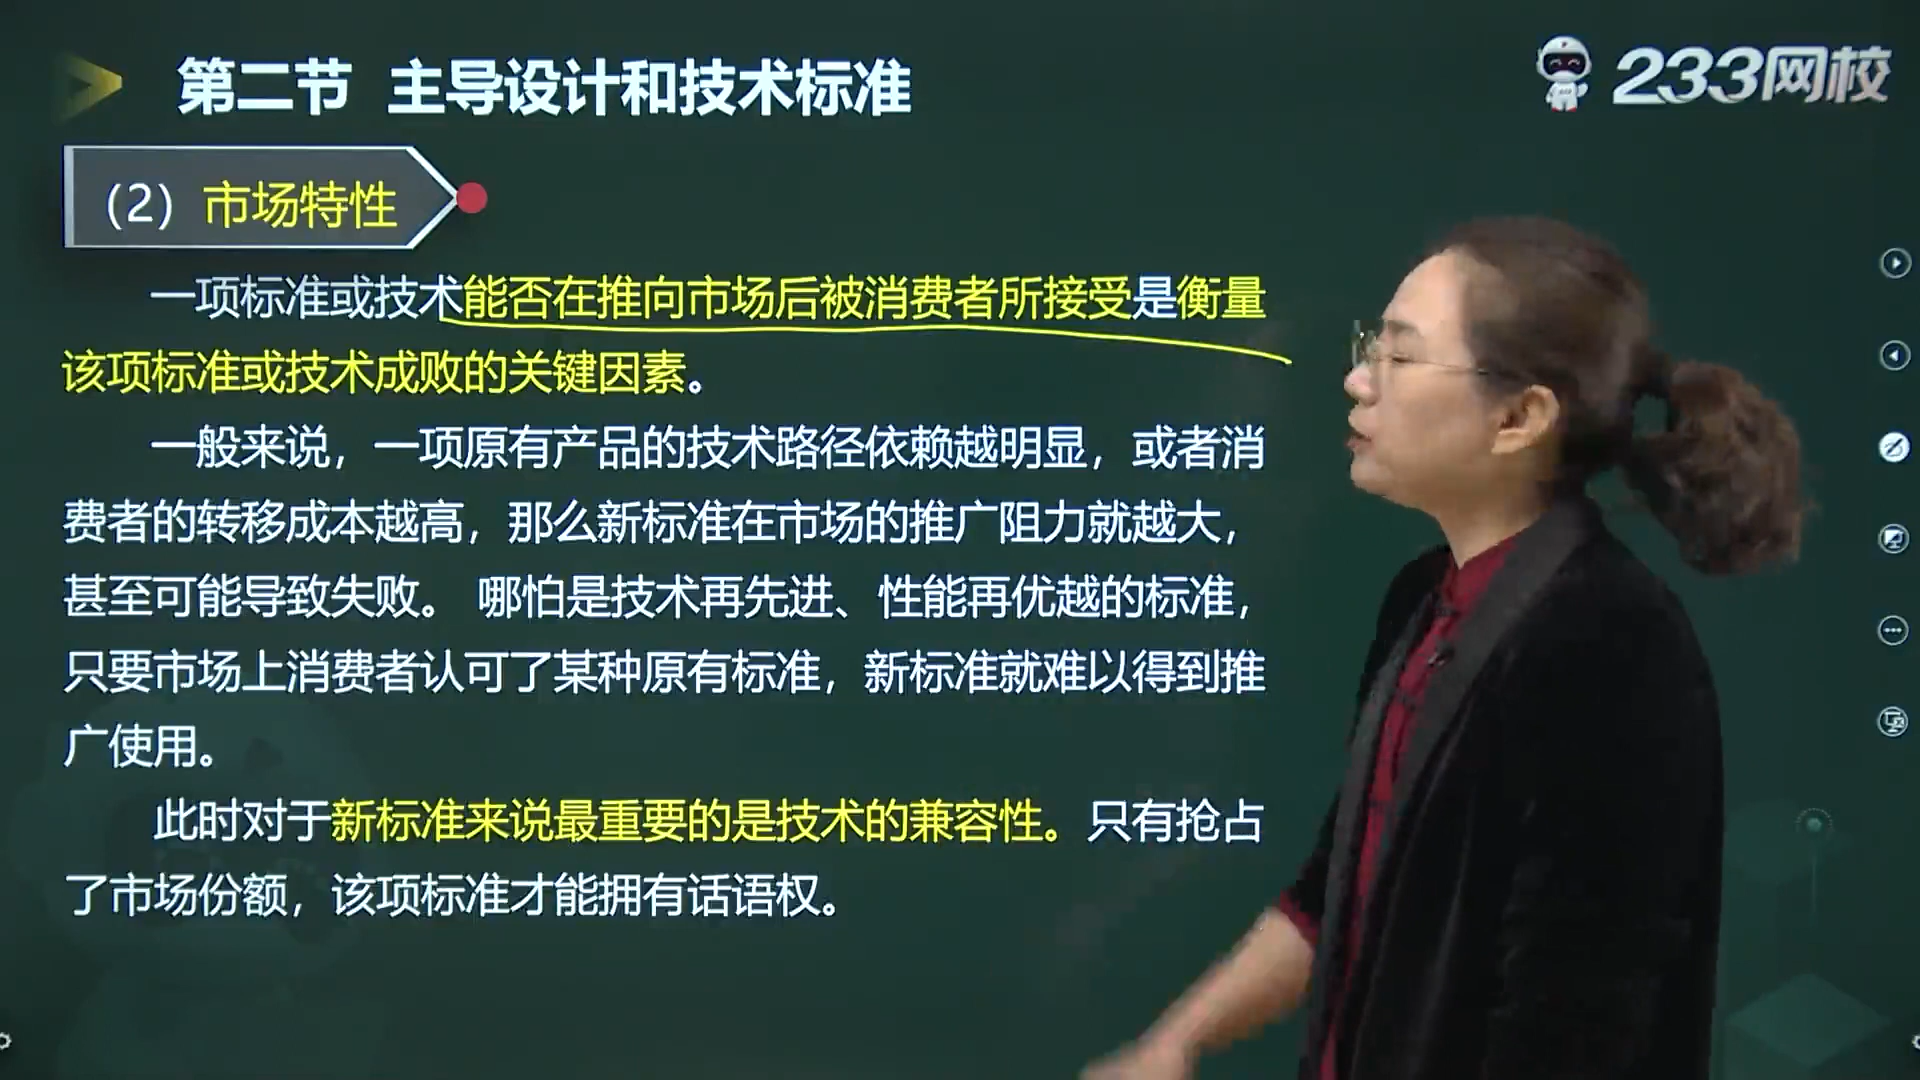 第二节 主导设计和技术标准
233网校
（2）市场特性
一项标准或技术能否在推向市场后被消费者所接受是衡量
该项标准或技术成败的关键因素。
一般来说，一项原有产品的技术路径依赖越明显，或者消
费者的转移成本越高，那么新标准在市场的推广阻力就越大，
甚至可能导致失败。 哪怕是技术再先进、性能再优越的标准，
只要市场上消费者认可了某种原有标准，新标准就难以得到推
广使用。
此时对于新标准来说最重要的是技术的兼容性。只有抢占
了市场份额，该项标准才能拥有话语权。